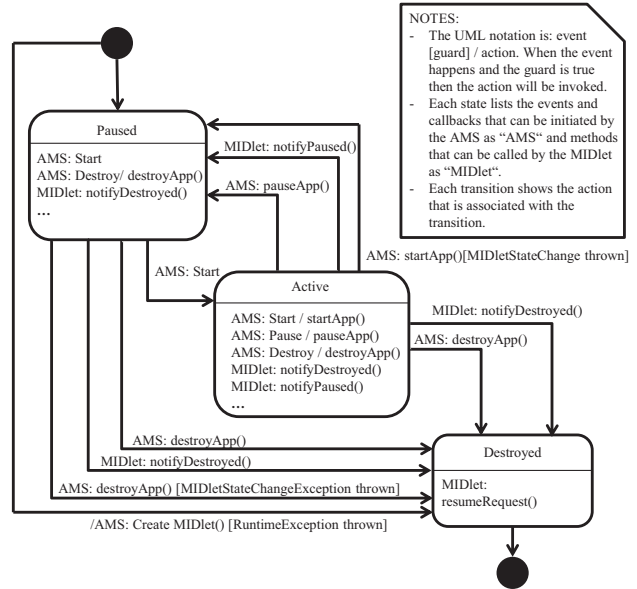 NOTES:
- The UML notation is: event
[guard] / action. When the event
happens and the guard is true
then the action will be invoked.
- Each state lists the events and
callbacks that can be initiated by
the AMS as “AMS“ and methods
that can be called by the MIDlet
as “MIDlet“.
- Each transition shows the action
that is associated with the
transition.
Paused
AMS: Start
AMS: Destroy/ destroyApp()
MIDlet: notifyDestroyed()
...
MIDlet: notifyPaused()
AMS: pauseApp()
AMS: startApp()[MIDletStateChange thrown]
AMS: Start
Active
AMS: Start / startApp()
AMS: Pause / pauseApp()
AMS: Destroy / destroyApp()
MIDlet: notifyDestroyed()
MIDlet: notifyPaused()
...
MIDlet: notifyDestroyed()
AMS: destroyApp()
AMS: destroyApp()
MIDlet: notifyDestroyed()
AMS: destroyApp() [MIDletStateChangeException thrown]
/AMS: Create MIDlet() [RuntimeException thrown]
Destroyed
MIDlet:
resumeRequest()